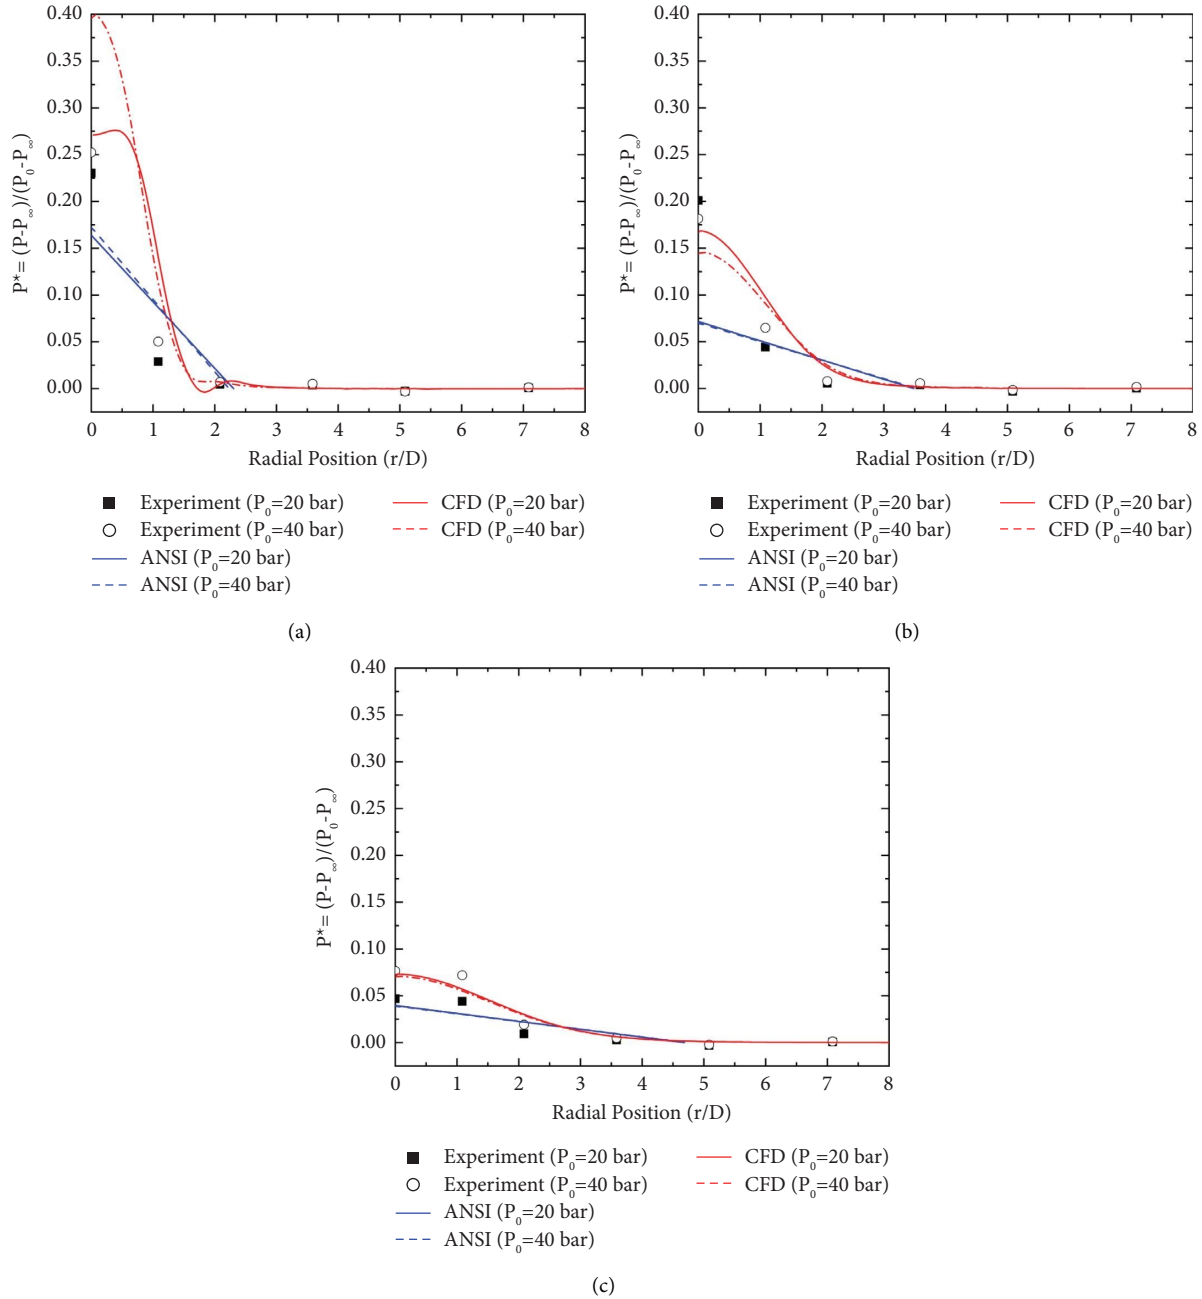 0.40
0.35
0.30
0.25
0.20
0.15
0.10
0.05
0.00
P*= (P-P∞)/(P0-P∞)
0 1 2 3 4 5 6 7 8
Radial Position (r/D)
Experiment (P0=20 bar)
Experiment (P0=40 bar)
ANSI (P0=20 bar)
ANSI (P0=40 bar)
CFD (P0=20 bar)
CFD (P0=40 bar)
(a)
0.40
0.35
0.30
0.25
0.20
0.15
0.10
0.05
0.00
P*= (P-P∞)/(P0-P∞)
0 1 2 3 4 5 6 7 8
Radial Position (r/D)
Experiment (P0=20 bar)
Experiment (P0=40 bar)
ANSI (P0=20 bar)
ANSI (P0=40 bar)
CFD (P0=20 bar)
CFD (P0=40 bar)
(b)
0.40
0.35
0.30
0.25
0.20
0.15
0.10
0.05
0.00
P*= (P-P∞)/(P0-P∞)
0 1 2 3 4 5 6 7 8
Radial Position (r/D)
Experiment (P0=20 bar)
Experiment (P0=40 bar)
ANSI (P0=20 bar)
ANSI (P0=40 bar)
CFD (P0=20 bar)
CFD (P0=40 bar)
(c)